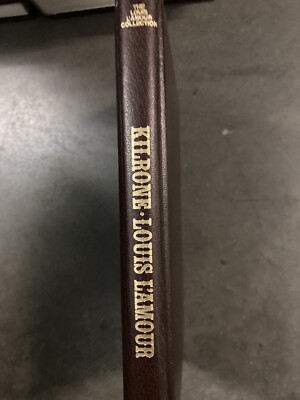 THE
LOUIS
L'AMOUR
COLLECTION
KILRONE · LOUIS L'AMOUR